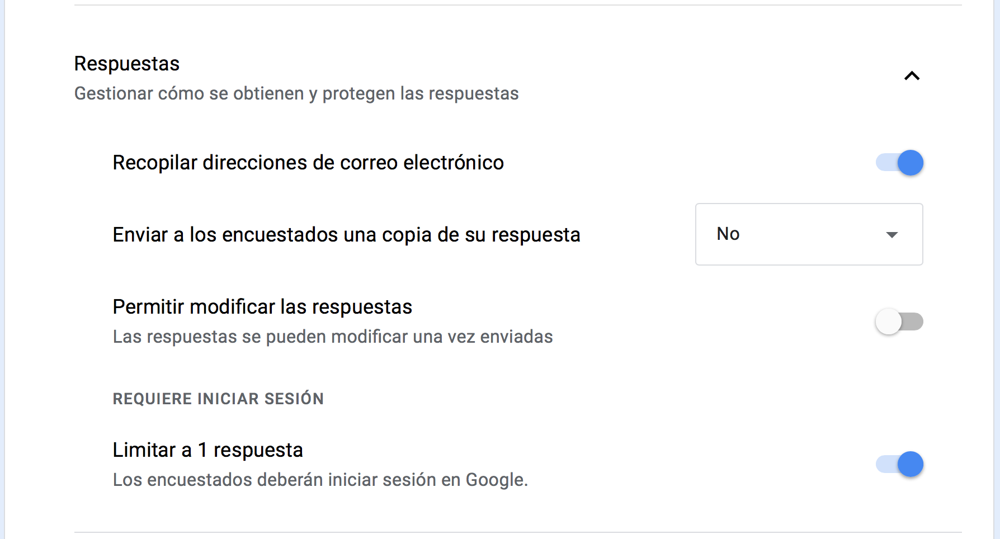 Respuestas
Gestionar cómo se obtienen y protegen las respuestas
Recopilar direcciones de correo electrónico
Enviar a los encuestados una copia de su respuesta
No
Permitir modificar las respuestas
Las respuestas se pueden modificar una vez enviadas
REQUIERE INICIAR SESIÓN
Limitar a 1 respuesta
Los encuestados deberán iniciar sesión en Google.